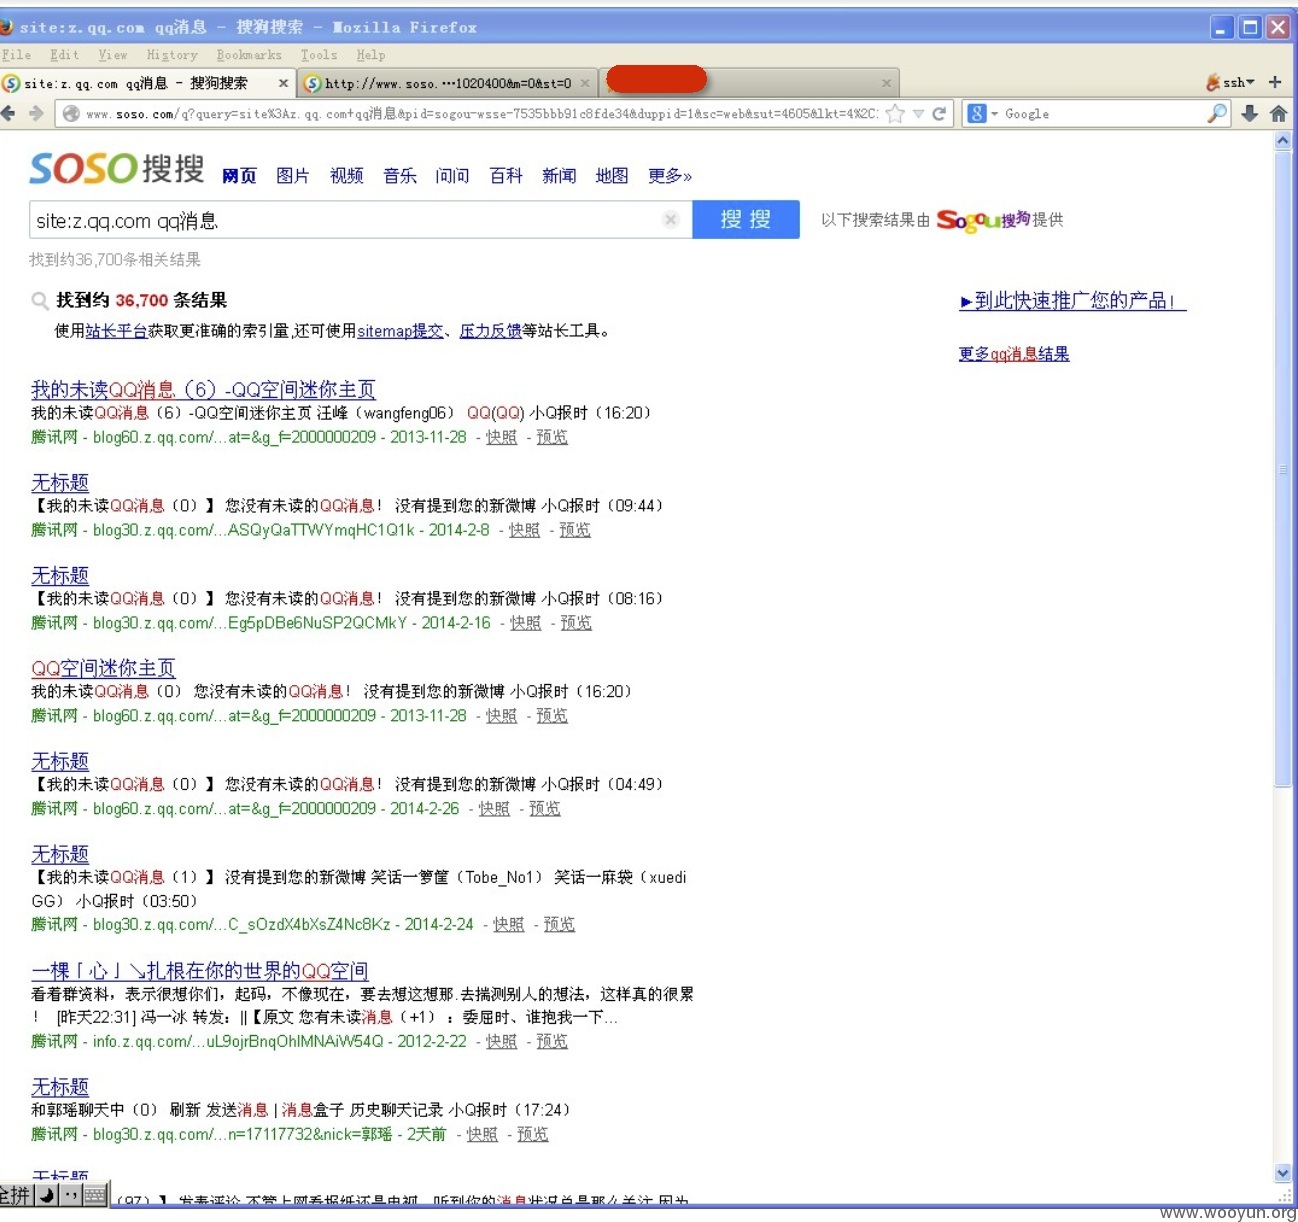 site:z.qq.com qq消息 - 搜狗搜索 - Mozilla Firefox
File Edit View History Bookmarks Tools Help
site:z.qq.com qq消息 - 搜狗搜索 × http://www.soso.···1020400&m=0&st=0 × × ssh
www.soso.com/q?query=site%3Az.qq.com+qq消息&pid=sogou-wsse-7535bbb91c8fde34&duppid=1&sc=web&sut=4605&lkt=4%2C: Google
SOSO搜搜 网页 图片 视频 音乐 问问 百科 新闻 地图 更多»
site:z.qq.com qq消息 搜 搜 以下搜索结果由 Sogou搜狗提供
找到约36,700条相关结果
找到约 36,700 条结果
►到此快速推广您的产品!
使用站长平台获取更准确的索引量,还可使用sitemap提交、压力反馈等站长工具。
更多qq消息结果
我的未读QQ消息（6）-QQ空间迷你主页
我的未读QQ消息（6）-QQ空间迷你主页 汪峰（wangfeng06） QQ(QQ) 小Q报时（16:20）
腾讯网 - blog60.z.qq.com/...at=&g_f=2000000209 - 2013-11-28 - 快照 - 预览
无标题
【我的未读QQ消息（0）】 您没有未读的QQ消息！ 没有提到您的新微博 小Q报时（09:44）
腾讯网 - blog30.z.qq.com/...ASQyQaTTWYmqHC1Q1k - 2014-2-8 - 快照 - 预览
无标题
【我的未读QQ消息（0）】 您没有未读的QQ消息！ 没有提到您的新微博 小Q报时（08:16）
腾讯网 - blog30.z.qq.com/...Eg5pDBe6NuSP2QCMkY - 2014-2-16 - 快照 - 预览
QQ空间迷你主页
我的未读QQ消息（0） 您没有未读的QQ消息！ 没有提到您的新微博 小Q报时（16:20）
腾讯网 - blog60.z.qq.com/...at=&g_f=2000000209 - 2013-11-28 - 快照 - 预览
无标题
【我的未读QQ消息（0）】 您没有未读的QQ消息！ 没有提到您的新微博 小Q报时（04:49）
腾讯网 - blog60.z.qq.com/...at=&g_f=2000000209 - 2014-2-26 - 快照 - 预览
无标题
【我的未读QQ消息（1）】 没有提到您的新微博 笑话一箩筐（Tobe_No1） 笑话一麻袋（xuedi
GG） 小Q报时（03:50）
腾讯网 - blog30.z.qq.com/...C_sOzdX4bXsZ4Nc8Kz - 2014-2-24 - 快照 - 预览
一棵「心」↘扎根在你的世界的QQ空间
看着群资料，表示很想你们，起码，不像现在，要去想这想那.去揣测别人的想法，这样真的很累
！ [昨天22:31] 冯一冰 转发：||【原文 您有未读消息（+1）：委屈时、谁抱我一下...
腾讯网 - info.z.qq.com/...uL9ojrBnqOhIMNAiW54Q - 2012-2-22 - 快照 - 预览
无标题
和郭瑶聊天中（0） 刷新 发送消息 | 消息盒子 历史聊天记录 小Q报时（17:24）
腾讯网 - blog30.z.qq.com/...n=17117732&nick=郭瑶 - 2天前 - 快照 - 预览
无标题
（97）】 发表评论 不管上网看报纸还是电视，听到你的消息状况总是那么关注 因为
全拼
www.wooyun.org